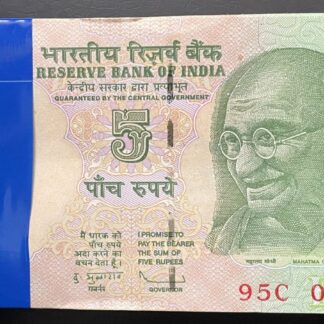 भारतीय रिज़र्व बैंक
RESERVE BANK OF INDIA
केन्द्रीय सरकार द्वारा प्रत्याभूत
GUARANTEED BY THE CENTRAL GOVERNMENT
5
पाँच रुपये
मैं धारक को
पाँच रुपये
अदा करने का
वचन देता हूँ।
गवर्नर
I PROMISE TO
PAY THE BEARER
THE SUM OF
FIVE RUPEES
GOVERNOR
महात्मा गांधी
MAHATMA
95C 0